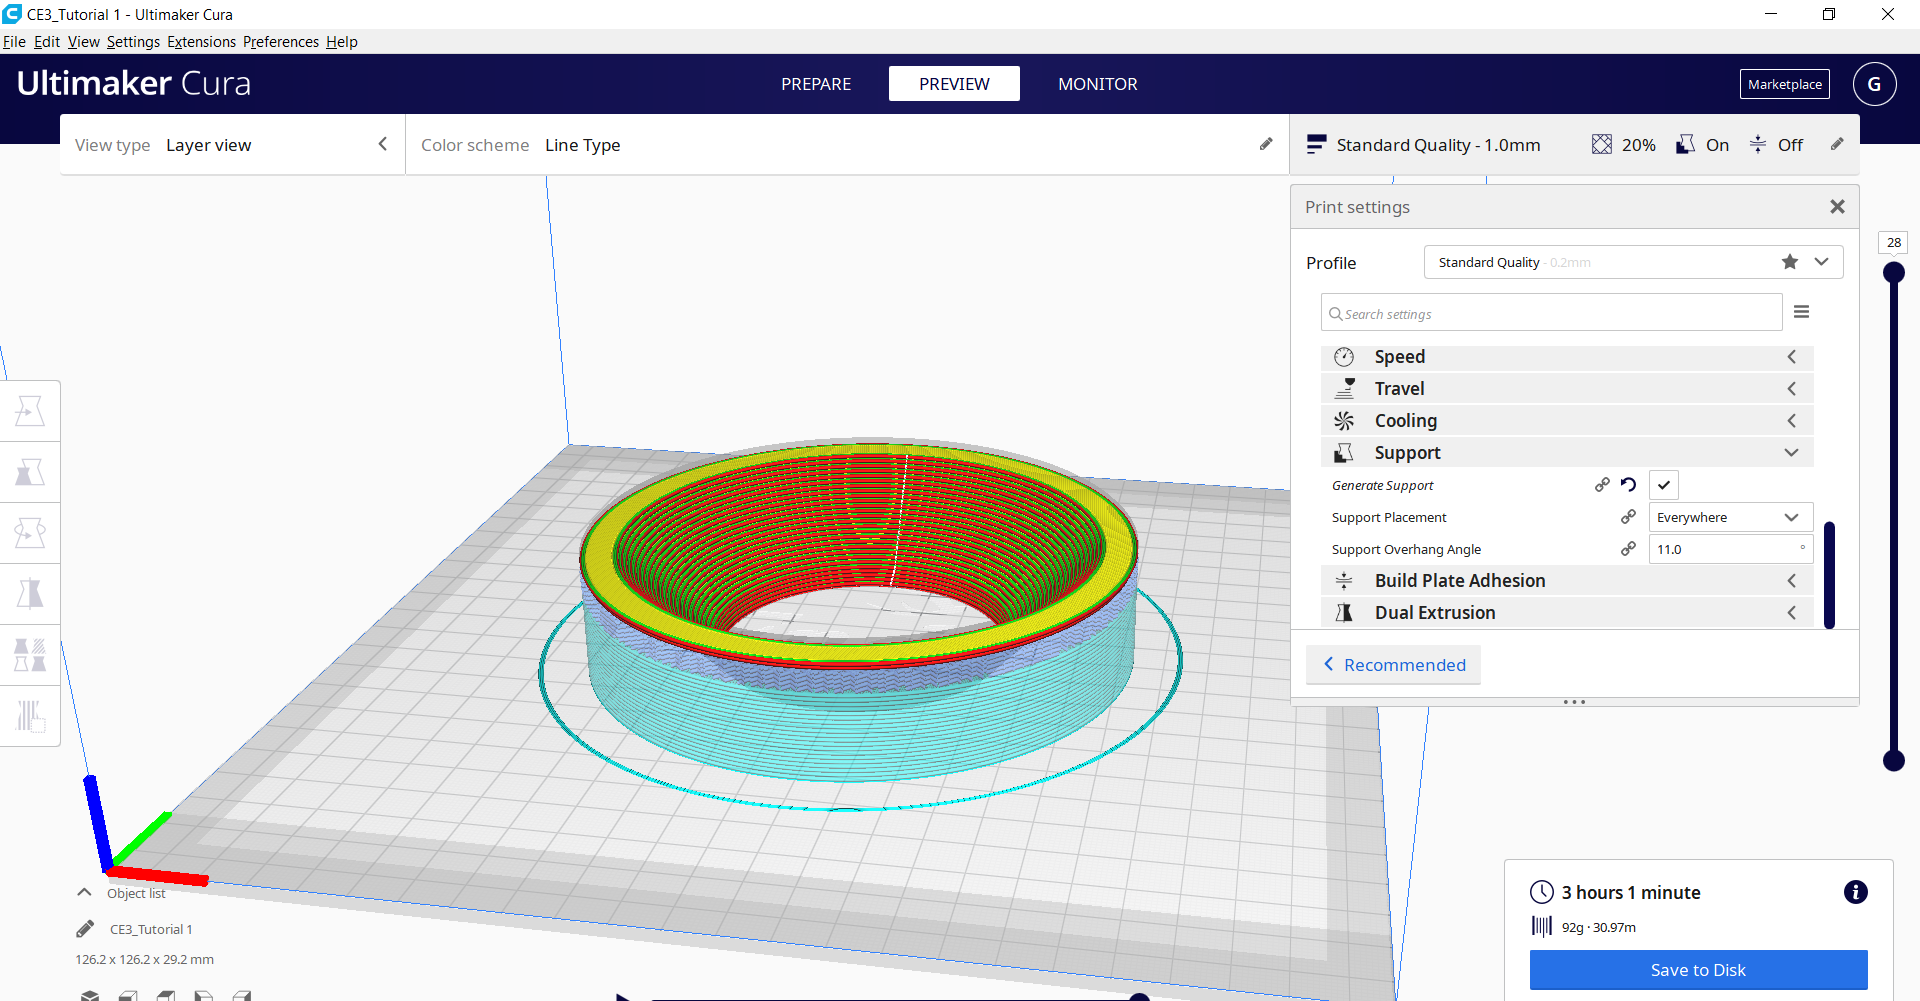 CE3_Tutorial 1 - Ultimaker Cura
File Edit View Settings Extensions Preferences Help
Ultimaker Cura
PREPARE
PREVIEW
MONITOR
Marketplace
G
View type Layer view
Color scheme Line Type
Standard Quality - 1.0mm
20%
On
Off
Print settings
Profile
Standard Quality - 0.2mm
Search settings
Speed
Travel
Cooling
Support
Generate Support
Support Placement Everywhere
Support Overhang Angle 11.0 °
Build Plate Adhesion
Dual Extrusion
Recommended
28
Object list
CE3_Tutorial 1
126.2 x 126.2 x 29.2 mm
3 hours 1 minute
92g · 30.97m
Save to Disk